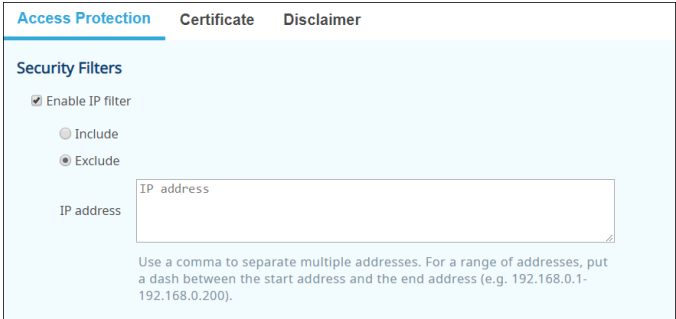 Access Protection Certificate Disclaimer
Security Filters
Enable IP filter
Include
Exclude
IP address
IP address
Use a comma to separate multiple addresses. For a range of addresses, put
a dash between the start address and the end address (e.g. 192.168.0.1-
192.168.0.200).